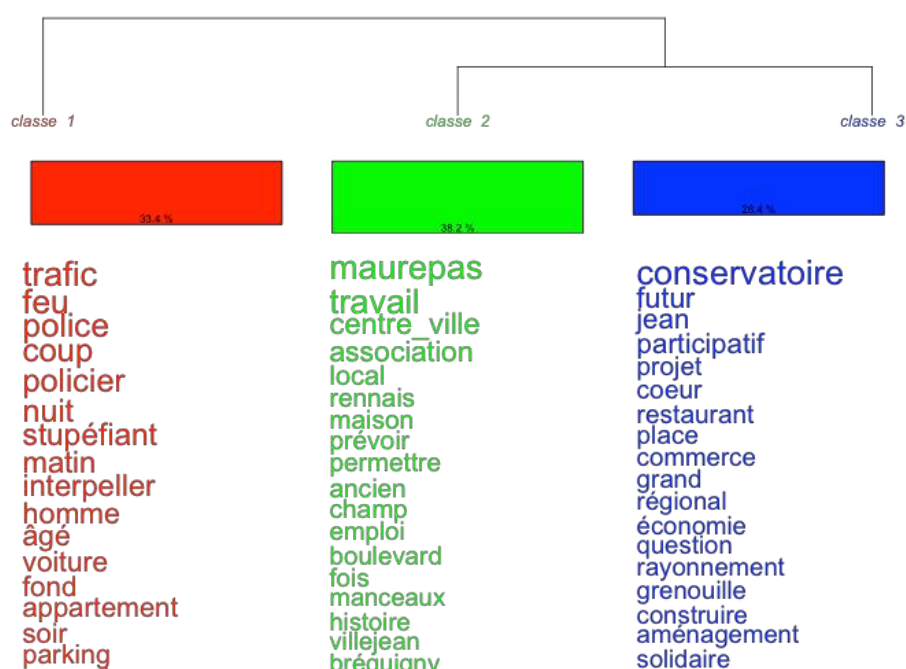 classe 1
classe 2
classe 3
33.4 %
38.2 %
28.4 %
trafic
feu
police
coup
policier
nuit
stupéfiant
matin
interpeller
homme
âgé
voiture
fond
appartement
soir
parking
maurepas
travail
centre_ville
association
local
rennais
maison
prévoir
permettre
ancien
champ
emploi
boulevard
fois
manceaux
histoire
villejean
bréquigny
conservatoire
futur
jean
participatif
projet
coeur
restaurant
place
commerce
grand
régional
économie
question
rayonnement
grenouille
construire
aménagement
solidaire